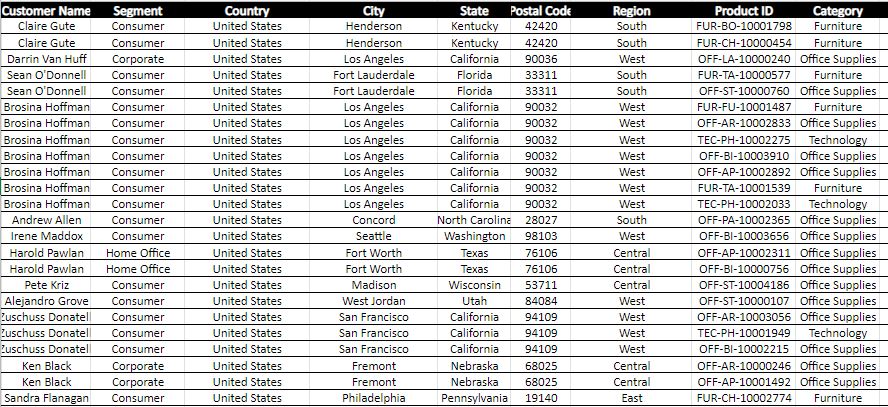 Customer Name Segment Country City State Postal Code Region Product ID Category
Claire Gute Consumer United States Henderson Kentucky 42420 South FUR-BO-10001798 Furniture
Claire Gute Consumer United States Henderson Kentucky 42420 South FUR-CH-10000454 Furniture
Darrin Van Huff Corporate United States Los Angeles California 90036 West OFF-LA-10000240 Office Supplies
Sean O'Donnell Consumer United States Fort Lauderdale Florida 33311 South FUR-TA-10000577 Furniture
Sean O'Donnell Consumer United States Fort Lauderdale Florida 33311 South OFF-ST-10000760 Office Supplies
Brosina Hoffman Consumer United States Los Angeles California 90032 West FUR-FU-10001487 Furniture
Brosina Hoffman Consumer United States Los Angeles California 90032 West OFF-AR-10002833 Office Supplies
Brosina Hoffman Consumer United States Los Angeles California 90032 West TEC-PH-10002275 Technology
Brosina Hoffman Consumer United States Los Angeles California 90032 West OFF-BI-10003910 Office Supplies
Brosina Hoffman Consumer United States Los Angeles California 90032 West OFF-AP-10002892 Office Supplies
Brosina Hoffman Consumer United States Los Angeles California 90032 West FUR-TA-10001539 Furniture
Brosina Hoffman Consumer United States Los Angeles California 90032 West TEC-PH-10002033 Technology
Andrew Allen Consumer United States Concord North Carolina 28027 South OFF-PA-10002365 Office Supplies
Irene Maddox Consumer United States Seattle Washington 98103 West OFF-BI-10003656 Office Supplies
Harold Pawlan Home Office United States Fort Worth Texas 76106 Central OFF-AP-10002311 Office Supplies
Harold Pawlan Home Office United States Fort Worth Texas 76106 Central OFF-BI-10000756 Office Supplies
Pete Kriz Consumer United States Madison Wisconsin 53711 Central OFF-ST-10004186 Office Supplies
Alejandro Grove Consumer United States West Jordan Utah 84084 West OFF-ST-10000107 Office Supplies
Zuschuss Donatell Consumer United States San Francisco California 94109 West OFF-AR-10003056 Office Supplies
Zuschuss Donatell Consumer United States San Francisco California 94109 West TEC-PH-10001949 Technology
Zuschuss Donatell Consumer United States San Francisco California 94109 West OFF-BI-10002215 Office Supplies
Ken Black Corporate United States Fremont Nebraska 68025 Central OFF-AR-10000246 Office Supplies
Ken Black Corporate United States Fremont Nebraska 68025 Central OFF-AP-10001492 Office Supplies
Sandra Flanagan Consumer United States Philadelphia Pennsylvania 19140 East FUR-CH-10002774 Furniture